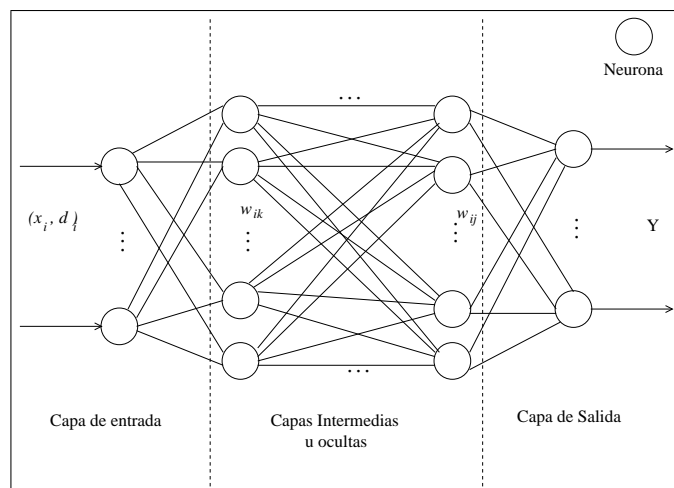 Neurona
...
(x_i, d_i)
w_ik
w_ij
Y
...
Capa de entrada
Capas Intermedias
u ocultas
Capa de Salida